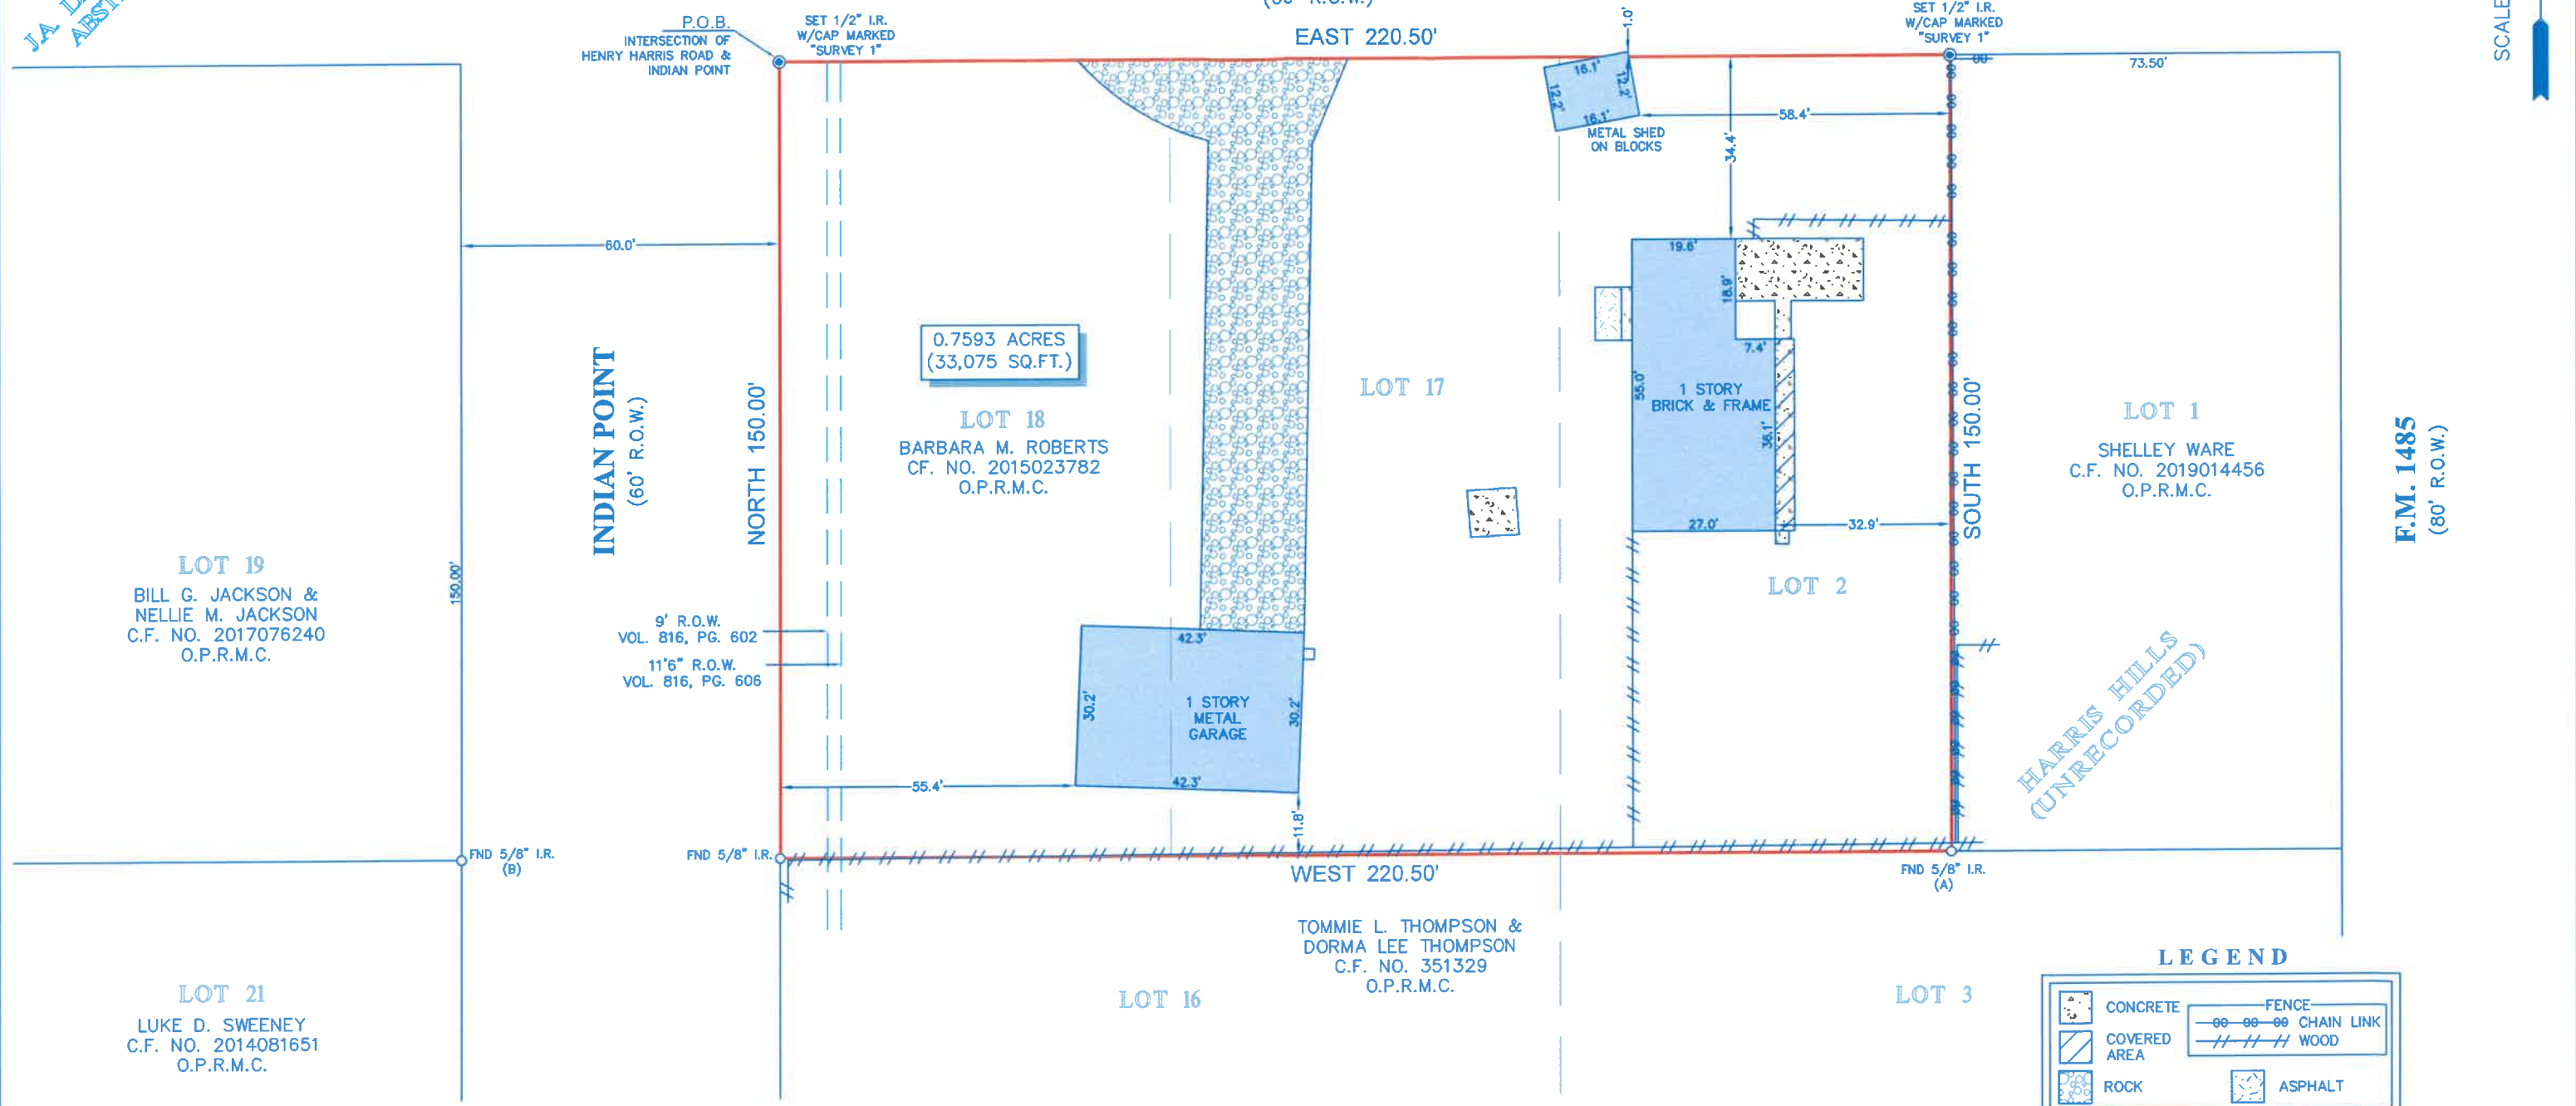 J.A.
P.O.B.
INTERSECTION OF
HENRY HARRIS ROAD &
INDIAN POINT
SET 1/2" I.R.
W/CAP MARKED
"SURVEY 1"
EAST 220.50'
1.0'
SET 1/2" I.R.
W/CAP MARKED
"SURVEY 1"
73.50'
SCALE
16.1'
12.2'
12.2'
16.1'
METAL SHED
ON BLOCKS
58.4'
34.4'
60.0'
19.6'
18.9'
7.4'
55.0'
1 STORY
BRICK & FRAME
36.1'
27.0'
32.9'
0.7593 ACRES
(33,075 SQ.FT.)
LOT 18
BARBARA M. ROBERTS
CF. NO. 2015023782
O.P.R.M.C.
LOT 17
INDIAN POINT
(60' R.O.W.)
NORTH 150.00'
SOUTH 150.00'
LOT 1
SHELLEY WARE
C.F. NO. 2019014456
O.P.R.M.C.
F.M. 1485
(80' R.O.W.)
LOT 19
BILL G. JACKSON &
NELLIE M. JACKSON
C.F. NO. 2017076240
O.P.R.M.C.
150.00'
LOT 2
9' R.O.W.
VOL. 816, PG. 602
11'6" R.O.W.
VOL. 816, PG. 606
42.3'
30.2'
1 STORY
METAL
GARAGE
30.2'
42.3'
55.4'
11.8'
HARRIS HILLS
(UNRECORDED)
FND 5/8" I.R.
(B)
FND 5/8" I.R.
WEST 220.50'
FND 5/8" I.R.
(A)
TOMMIE L. THOMPSON &
DORMA LEE THOMPSON
C.F. NO. 351329
O.P.R.M.C.
LOT 21
LUKE D. SWEENEY
C.F. NO. 2014081651
O.P.R.M.C.
LOT 16
LOT 3
LEGEND
CONCRETE
FENCE
CHAIN LINK
WOOD
COVERED
AREA
ROCK
ASPHALT